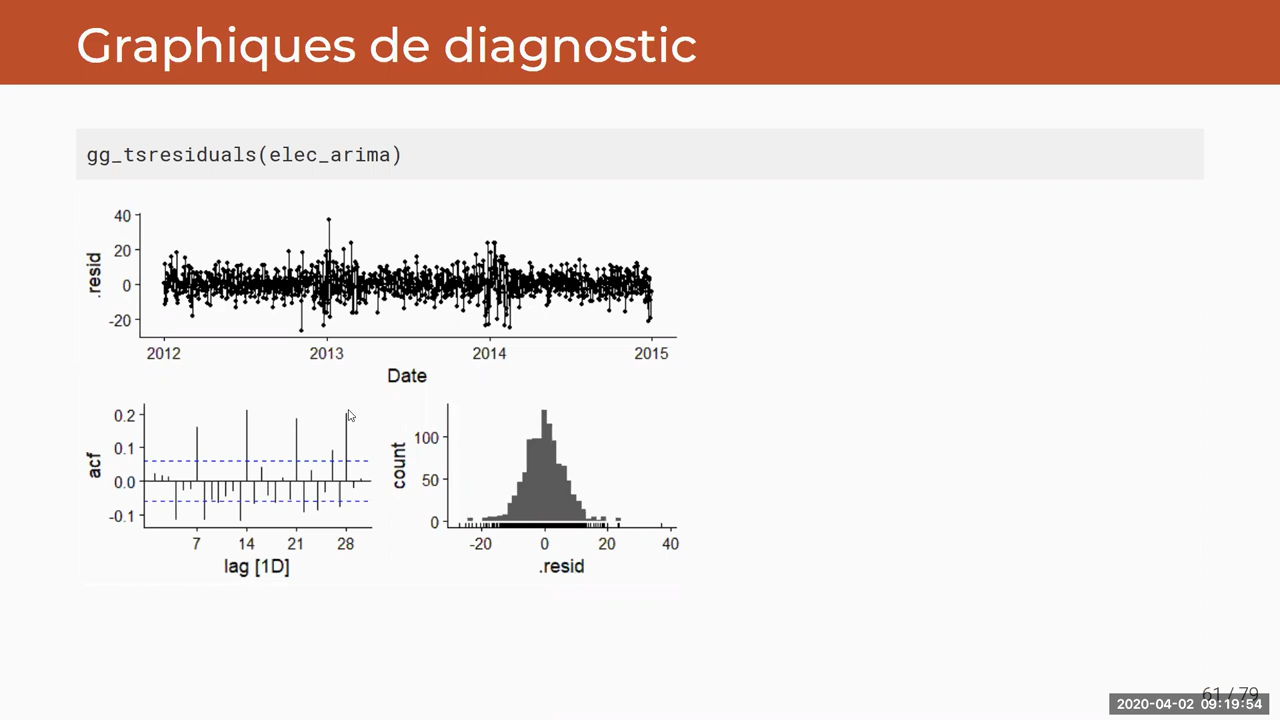 Graphiques de diagnostic
gg_tsresiduals(elec_arima)
40
20
0
-20
.resid
2012 2013 2014 2015
Date
0.2
0.1
0.0
-0.1
acf
7 14 21 28
lag [1D]
100
50
0
count
-20 0 20 40
.resid
61 / 79
2020-04-02 09:19:54